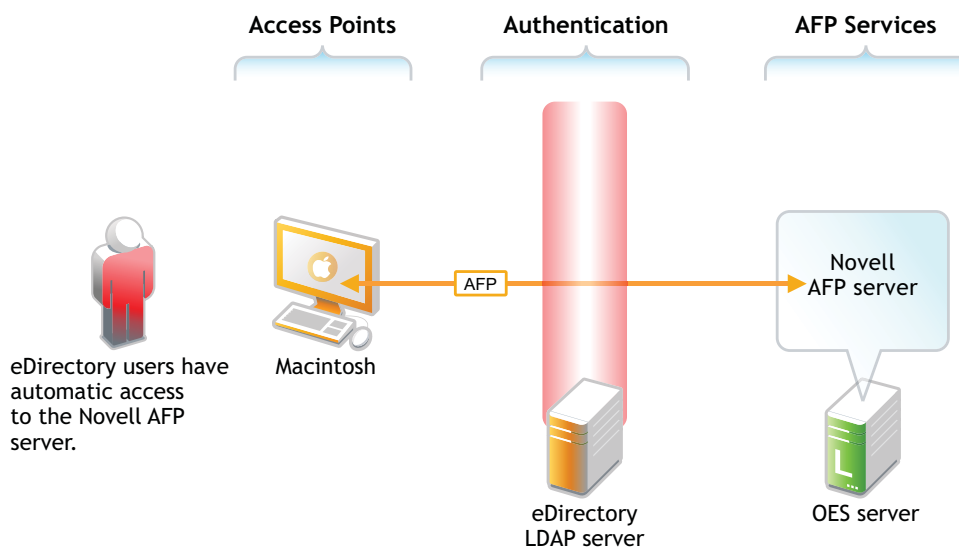 Access Points
Authentication
AFP Services
AFP
Novell
AFP server
eDirectory users have
automatic access
to the Novell AFP
server.
Macintosh
eDirectory
LDAP server
L
OES server